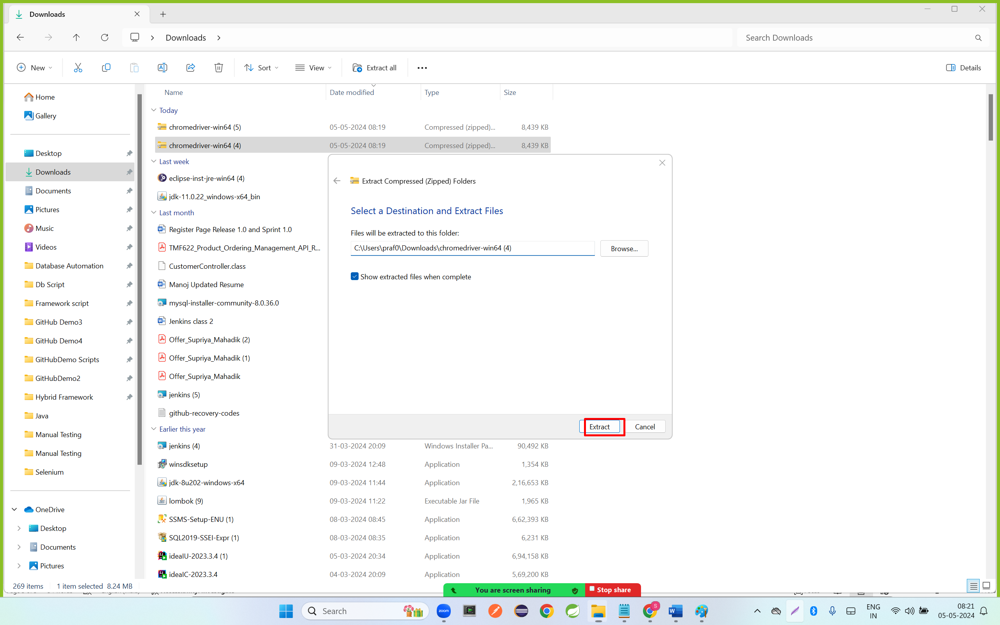 Downloads
Downloads
Search Downloads
New
Sort
View
Extract all
Details
Name
Date modified
Type
Size
Home
Gallery
Desktop
Downloads
Documents
Pictures
Music
Videos
Database Automation
Db Script
Framework script
GitHub Demo3
GitHub Demo4
GitHubDemo Scripts
GitHubDemo2
Hybrid Framework
Java
Manual Testing
Manual Testing
Selenium
OneDrive
Desktop
Documents
Pictures
Today
chromedriver-win64 (5) 05-05-2024 08:19 Compressed (zipped)... 8,439 KB
chromedriver-win64 (4) 05-05-2024 08:19 Compressed (zipped)... 8,439 KB
Last week
eclipse-inst-jre-win64 (4)
jdk-11.0.22_windows-x64_bin
Last month
Register Page Release 1.0 and Sprint 1.0
TMF622_Product_Ordering_Management_API_R...
CustomerController.class
Manoj Updated Resume
mysql-installer-community-8.0.36.0
Jenkins class 2
Offer_Supriya_Mahadik (2)
Offer_Supriya_Mahadik (1)
Offer_Supriya_Mahadik
jenkins (5)
github-recovery-codes
Earlier this year
jenkins (4) 31-03-2024 20:09 Windows Installer Pa... 90,492 KB
winsdksetup 09-03-2024 12:48 Application 1,354 KB
jdk-8u202-windows-x64 09-03-2024 11:44 Application 2,16,653 KB
lombok (9) 09-03-2024 11:22 Executable Jar File 1,965 KB
SSMS-Setup-ENU (1) 08-03-2024 08:45 Application 6,62,393 KB
SQL2019-SSEI-Expr (1) 08-03-2024 08:35 Application 6,231 KB
ideaIU-2023.3.4 (1) 05-03-2024 20:34 Application 6,94,158 KB
ideaIC-2023.3.4 04-03-2024 20:09 Application 5,69,200 KB
Extract Compressed (Zipped) Folders
Select a Destination and Extract Files
Files will be extracted to this folder:
C:\Users\praf0\Downloads\chromedriver-win64 (4)
Browse...
Show extracted files when complete
Extract
Cancel
269 items 1 item selected 8.24 MB
You are screen sharing
Stop share
Search
zoom
S
W
ENG
IN
08:21
05-05-2024